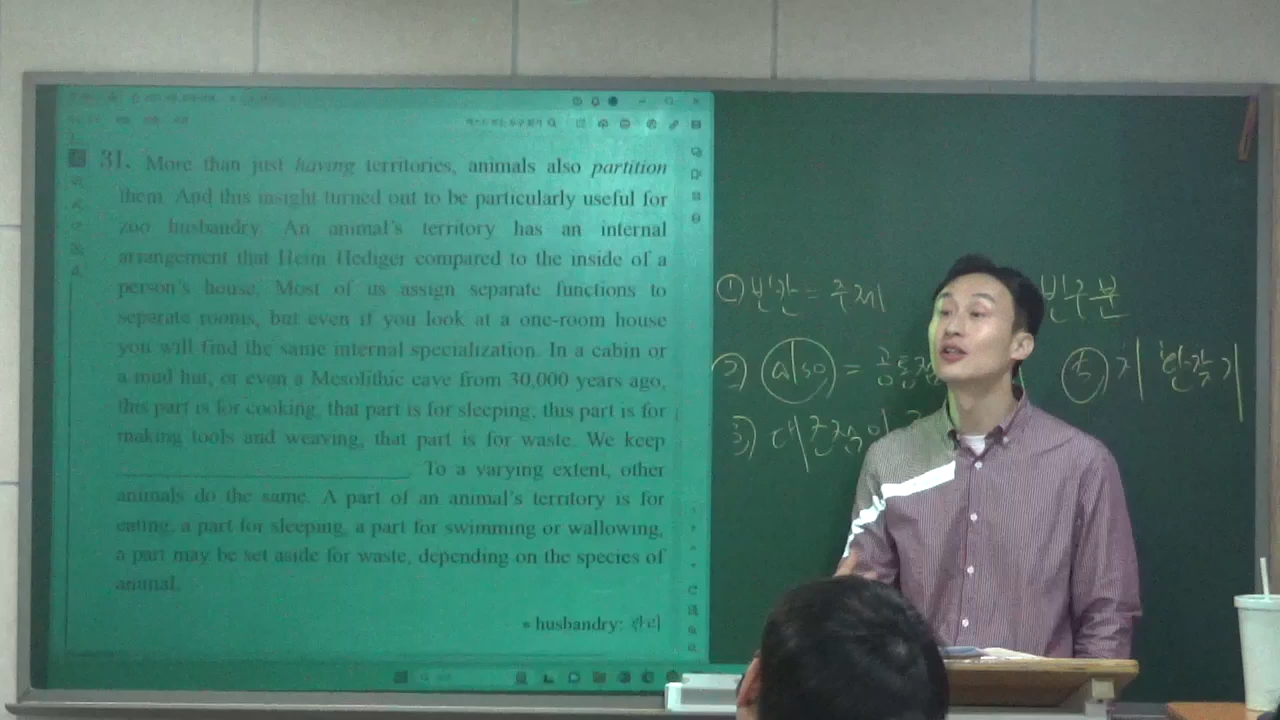 31. More than just having territories, animals also partition
them. And this insight turned out to be particularly useful for
zoo husbandry. An animal's territory has an internal
arrangement that Heini Hediger compared to the inside of a
person's house. Most of us assign separate functions to
separate rooms, but even if you look at a one-room house
you will find the same internal specialization. In a cabin or
a mud hut, or even a Mesolithic cave from 30,000 years ago,
this part is for cooking, that part is for sleeping; this part is for
making tools and weaving, that part is for waste. We keep
____________________. To a varying extent, other
animals do the same. A part of an animal's territory is for
eating, a part for sleeping, a part for swimming or wallowing,
a part may be set aside for waste, depending on the species of
animal.
* husbandry: 관리
① 빈칸 = 주제
② also = 공통점
③
빈구분
⑤